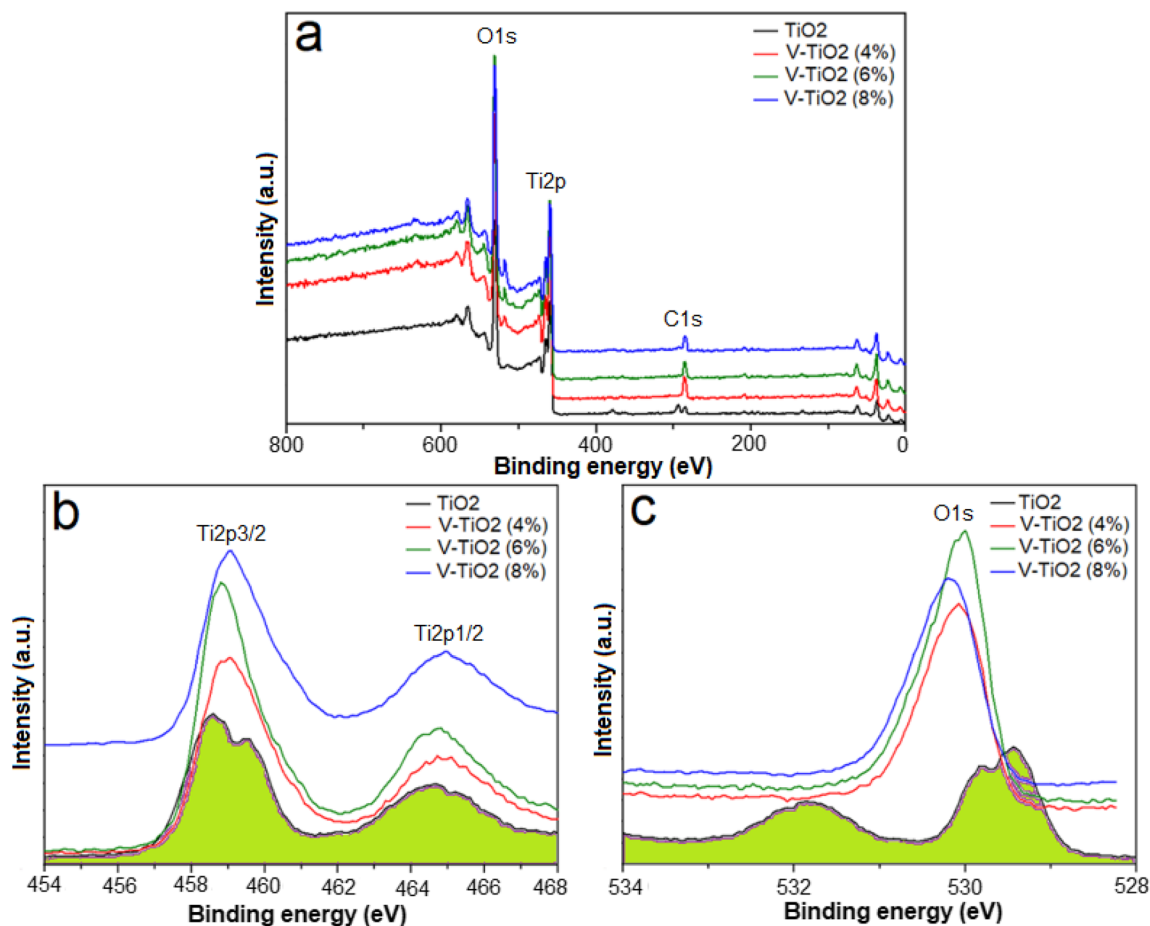 a
O1s
TiO2
V-TiO2 (4%)
V-TiO2 (6%)
V-TiO2 (8%)
Ti2p
C1s
Intensity (a.u.)
800 600 400 200 0
Binding energy (eV)
b
TiO2
V-TiO2 (4%)
V-TiO2 (6%)
V-TiO2 (8%)
Ti2p3/2
Ti2p1/2
Intensity (a.u.)
454 456 458 460 462 464 466 468
Binding energy (eV)
c
O1s
TiO2
V-TiO2 (4%)
V-TiO2 (6%)
V-TiO2 (8%)
Intensity (a.u.)
534 532 530 528
Binding energy (eV)